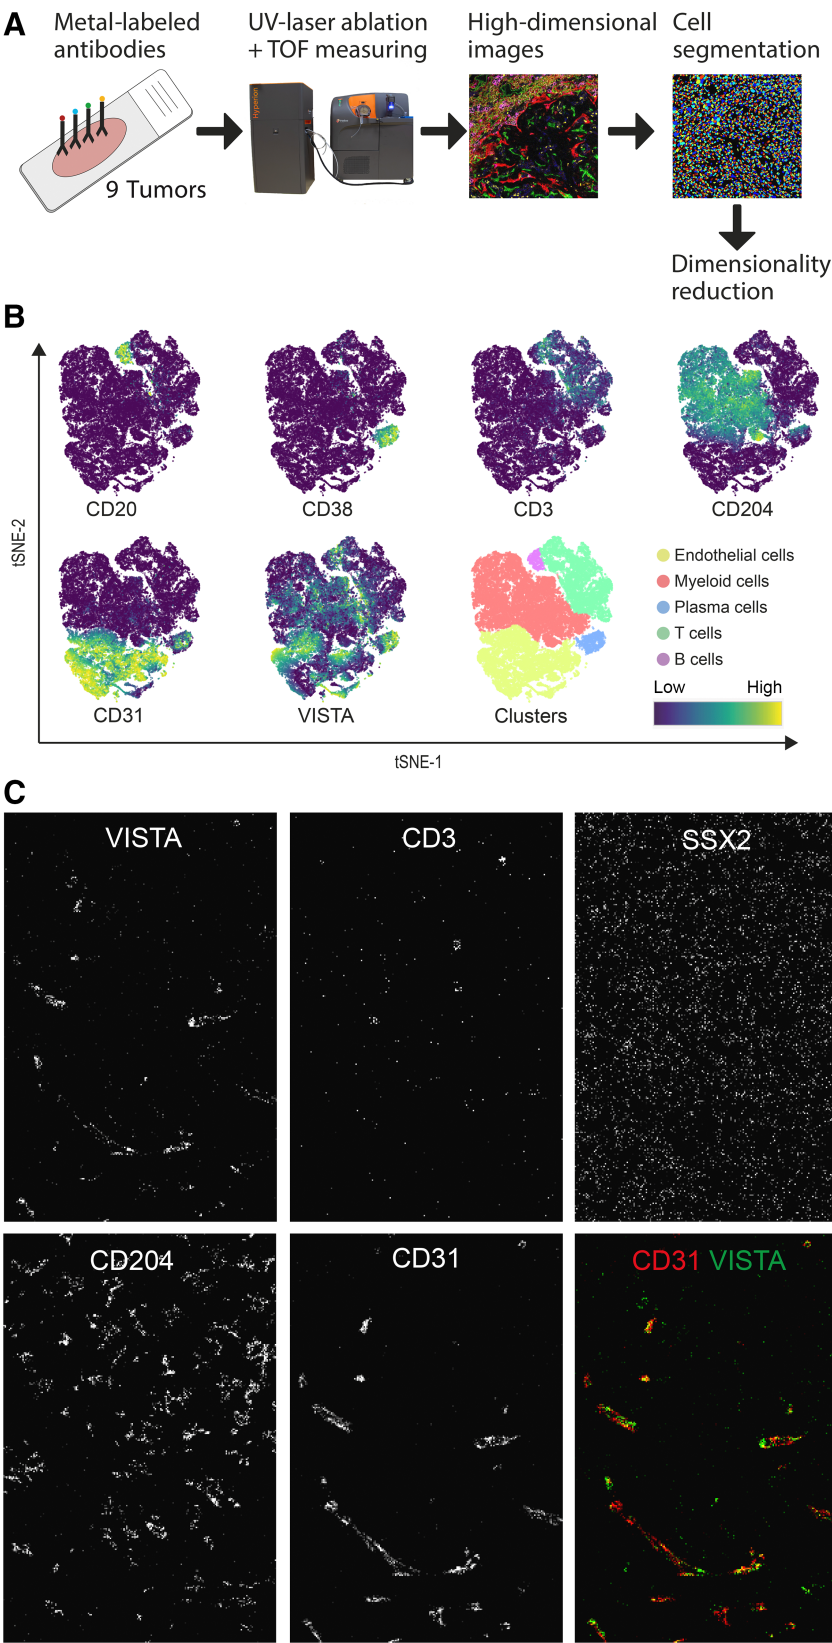 A
Metal-labeled
antibodies
UV-laser ablation
+ TOF measuring
High-dimensional
images
Cell
segmentation
Hyperion
9 Tumors
Dimensionality
reduction
B
CD20
CD38
CD3
CD204
tSNE-2
Endothelial cells
Myeloid cells
Plasma cells
T cells
B cells
Low High
CD31
VISTA
Clusters
tSNE-1
C
VISTA
CD3
SSX2
CD204
CD31
CD31 VISTA